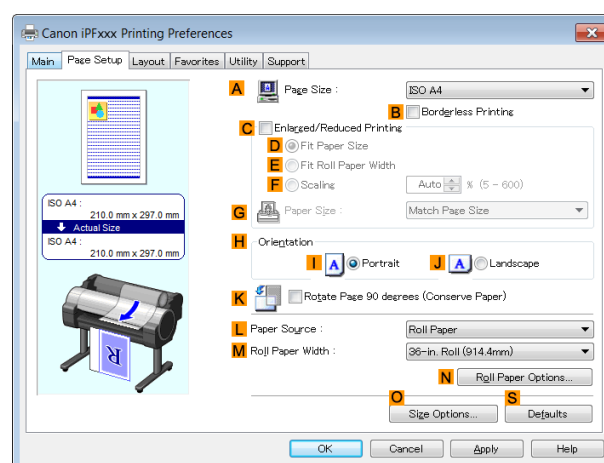 Canon iPFxxx Printing Preferences
Main Page Setup Layout Favorites Utility Support
A Page Size : ISO A4
B Borderless Printing
C Enlarged/Reduced Printing
D Fit Paper Size
E Fit Roll Paper Width
F Scaling Auto % (5 - 600)
G Paper Size : Match Page Size
ISO A4 :
210.0 mm x 297.0 mm
Actual Size
ISO A4 :
210.0 mm x 297.0 mm
H Orientation
I A Portrait J A Landscape
K Rotate Page 90 degrees (Conserve Paper)
R
L Paper Source : Roll Paper
M Roll Paper Width : 36-in. Roll (914.4mm)
N Roll Paper Options...
O S
Size Options... Defaults
OK Cancel Apply Help